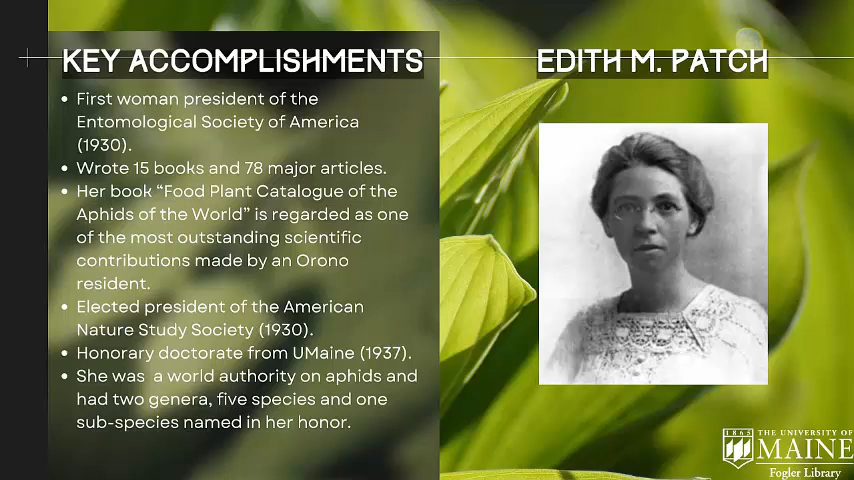 KEY ACCOMPLISHMENTS
• First woman president of the
Entomological Society of America
(1930).
• Wrote 15 books and 78 major articles.
• Her book “Food Plant Catalogue of the
Aphids of the World” is regarded as one
of the most outstanding scientific
contributions made by an Orono
resident.
• Elected president of the American
Nature Study Society (1930).
• Honorary doctorate from UMaine (1937).
• She was a world authority on aphids and
had two genera, five species and one
sub-species named in her honor.
EDITH M. PATCH
1865
THE UNIVERSITY OF
MAINE
Fogler Library